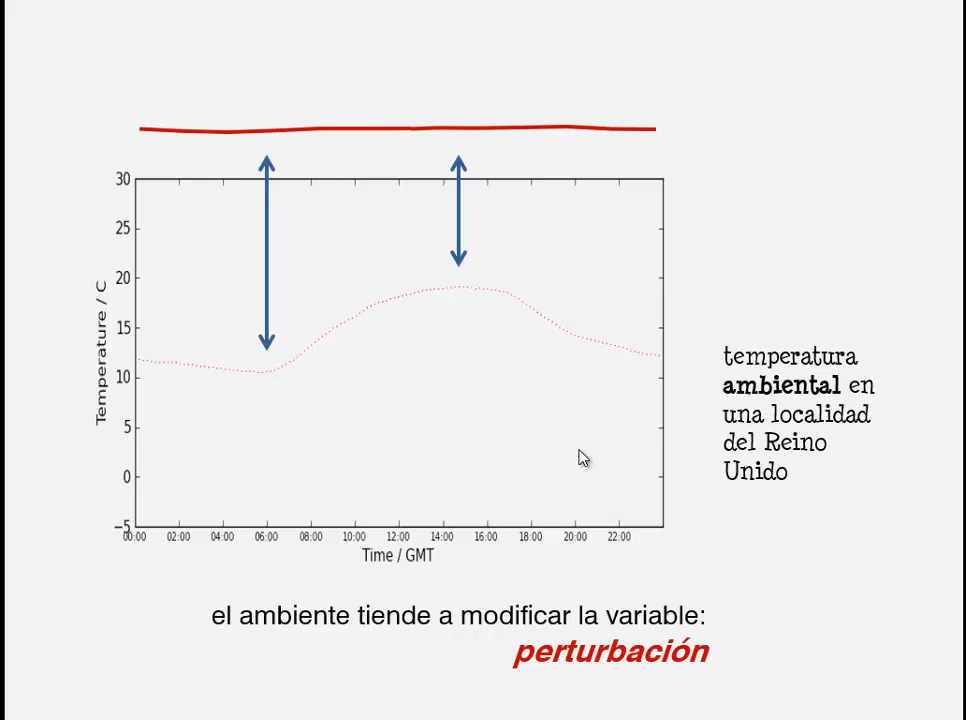 30
25
20
15
10
5
0
−5
Temperature / C
00:00 02:00 04:00 06:00 08:00 10:00 12:00 14:00 16:00 18:00 20:00 22:00
Time / GMT
temperatura
ambiental en
una localidad
del Reino
Unido
el ambiente tiende a modificar la variable:
perturbación